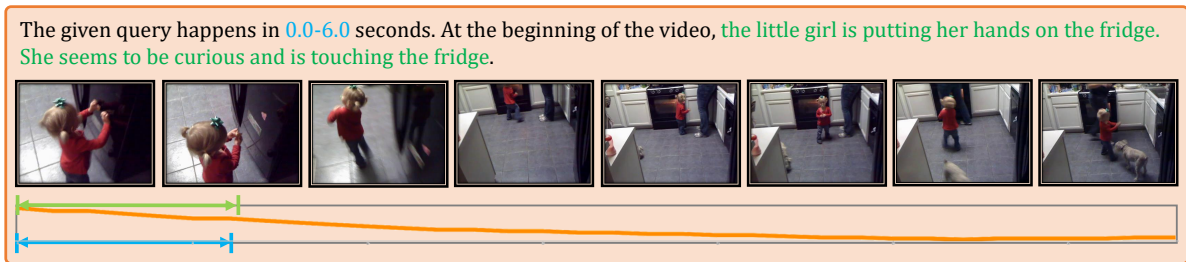 The given query happens in 0.0-6.0 seconds. At the beginning of the video, the little girl is putting her hands on the fridge.
She seems to be curious and is touching the fridge.